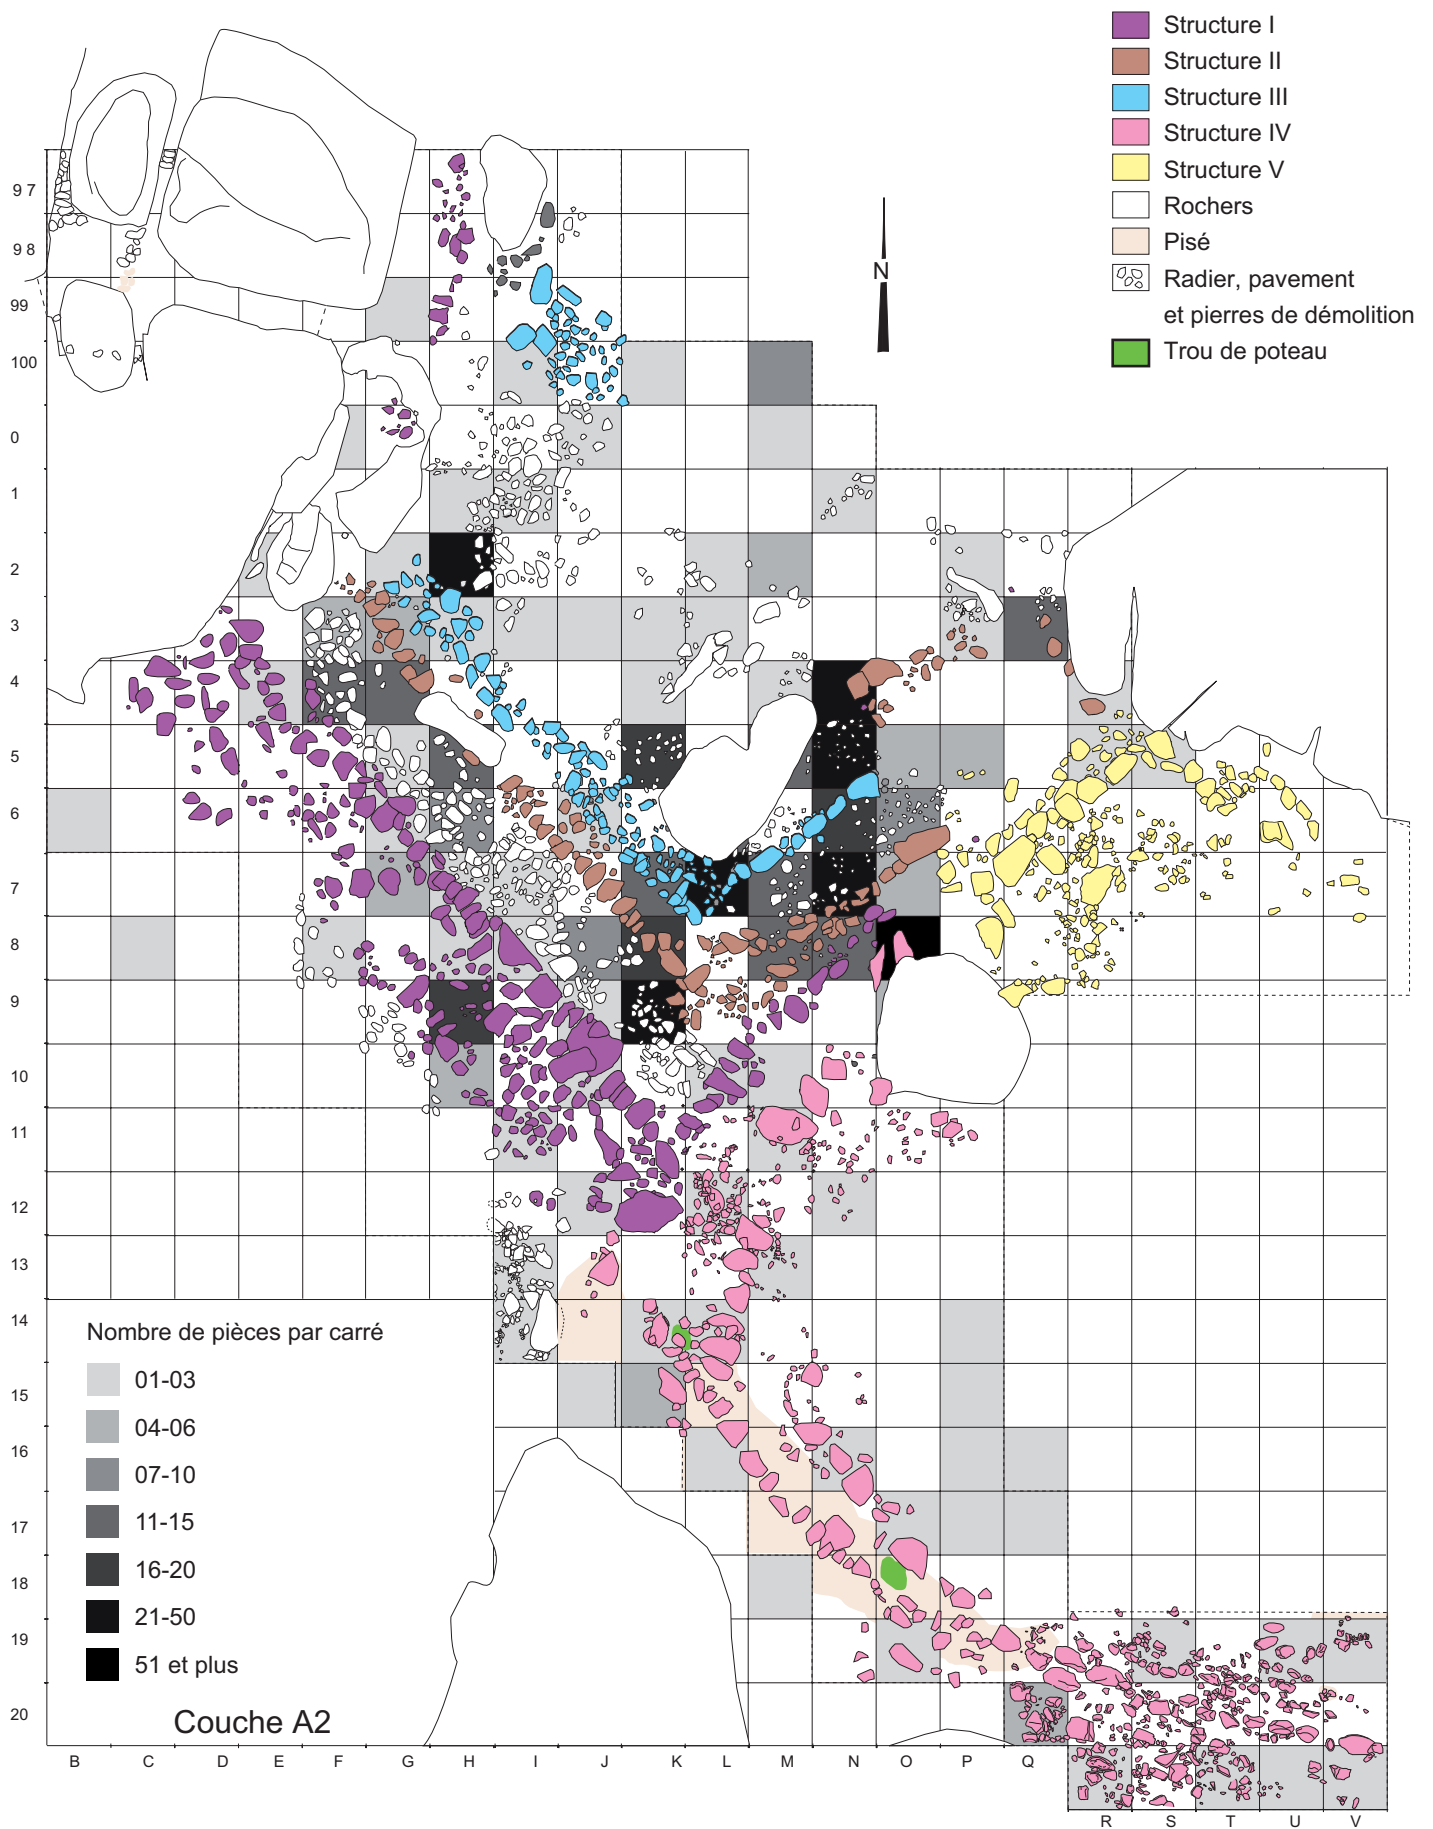 Structure I
Structure II
Structure III
Structure IV
Structure V
Rochers
Pisé
Radier, pavement
et pierres de démolition
Trou de poteau
N
97
98
99
100
0
1
2
3
4
5
6
7
8
9
10
11
12
13
14
15
16
17
18
19
20
Nombre de pièces par carré
01-03
04-06
07-10
11-15
16-20
21-50
51 et plus
Couche A2
B C D E F G H I J K L M N O P Q
R S T U V